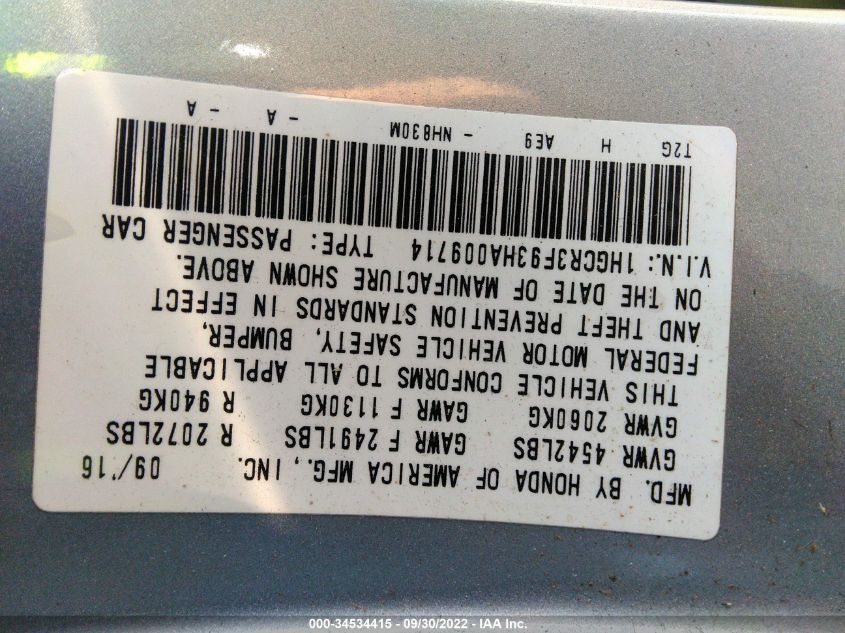 MFD. BY HONDA OF AMERICA MFG., INC. 09/'16
GVWR 4542LBS GAWR F 2491LBS R 2072LBS
GVWR 2060KG GAWR F 1130KG R 940KG
THIS VEHICLE CONFORMS TO ALL APPLICABLE
FEDERAL MOTOR VEHICLE SAFETY, BUMPER,
AND THEFT PREVENTION STANDARDS IN EFFECT
ON THE DATE OF MANUFACTURE SHOWN ABOVE.
V.I.N.: 1HGCR3F93HA009714 TYPE: PASSENGER CAR
T2G H AE9 - NH830M - A - A
000-34534415 - 09/30/2022 - IAA Inc.